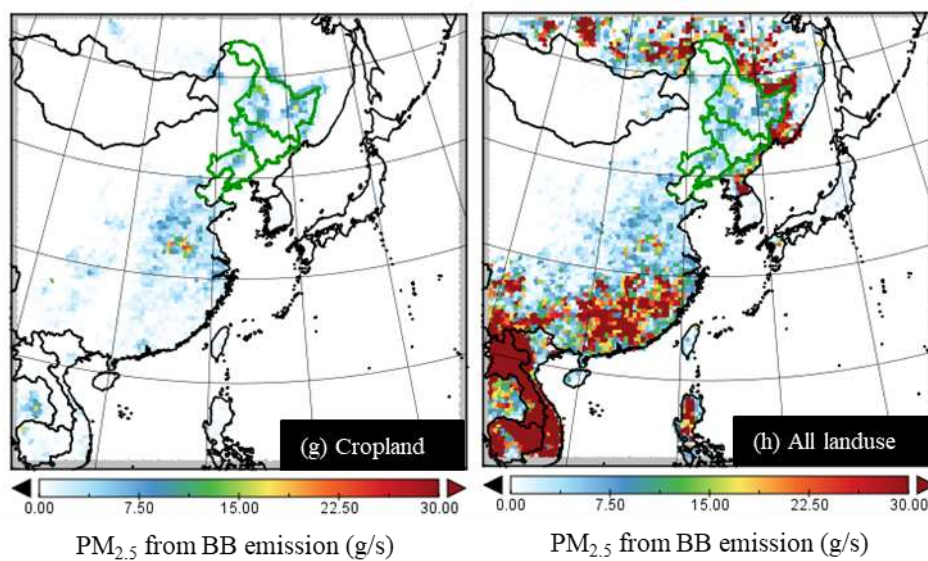 (g) Cropland
(h) All landuse
0.00 7.50 15.00 22.50 30.00
0.00 7.50 15.00 22.50 30.00
PM2.5 from BB emission (g/s)
PM2.5 from BB emission (g/s)